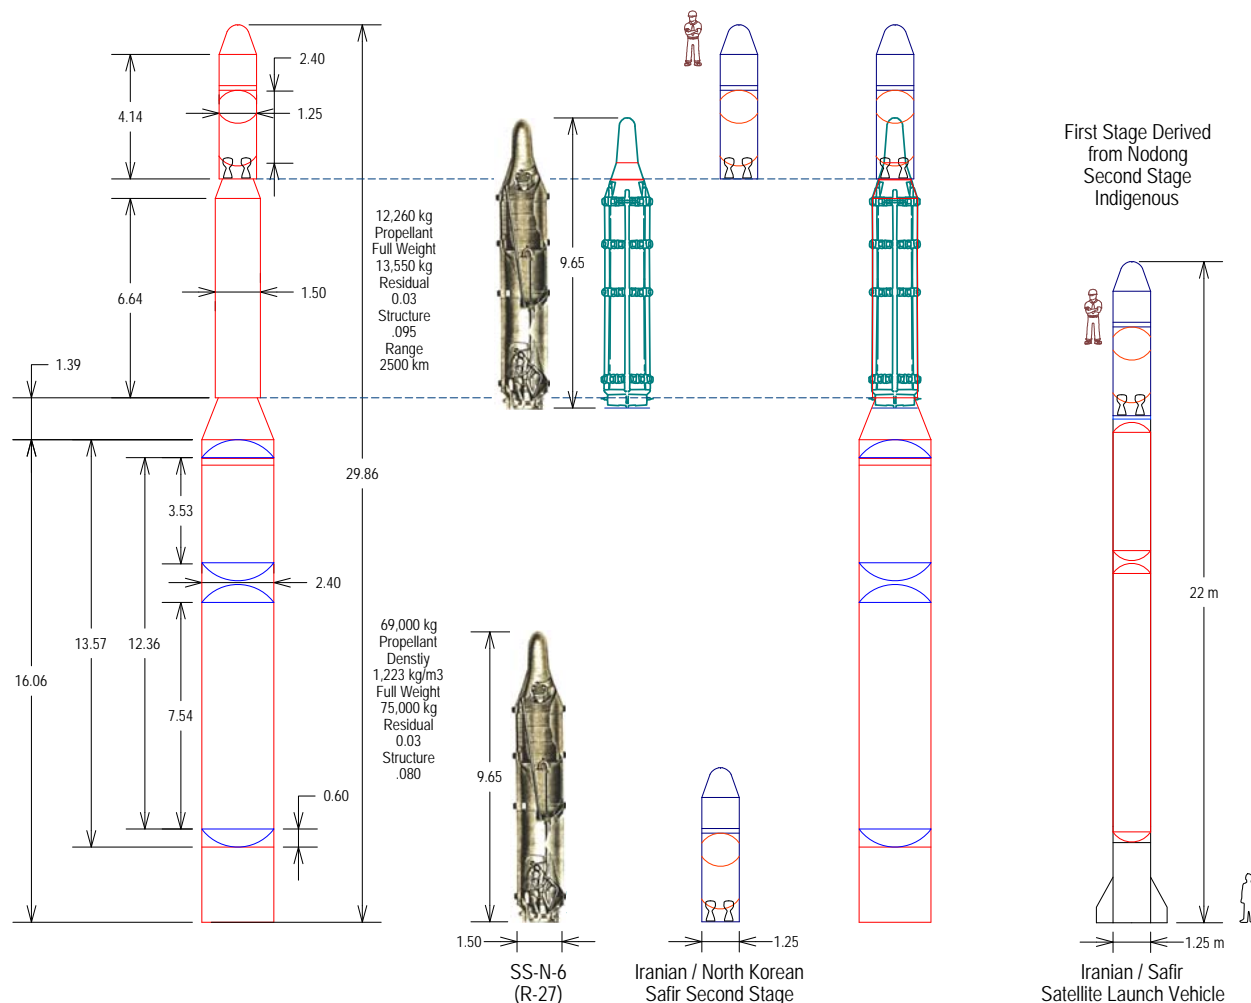 2.40
1.25
4.14
6.64
1.50
1.39
29.86
3.53
2.40
13.57
12.36
16.06
7.54
0.60
12,260 kg
Propellant
Full Weight
13,550 kg
Residual
0.03
Structure
.095
Range
2500 km
9.65
69,000 kg
Propellant
Denstiy
1,223 kg/m3
Full Weight
75,000 kg
Residual
0.03
Structure
.080
9.65
1.50
SS-N-6
(R-27)
1.25
Iranian / North Korean
Safir Second Stage
First Stage Derived
from Nodong
Second Stage
Indigenous
22 m
1.25 m
Iranian / Safir
Satellite Launch Vehicle